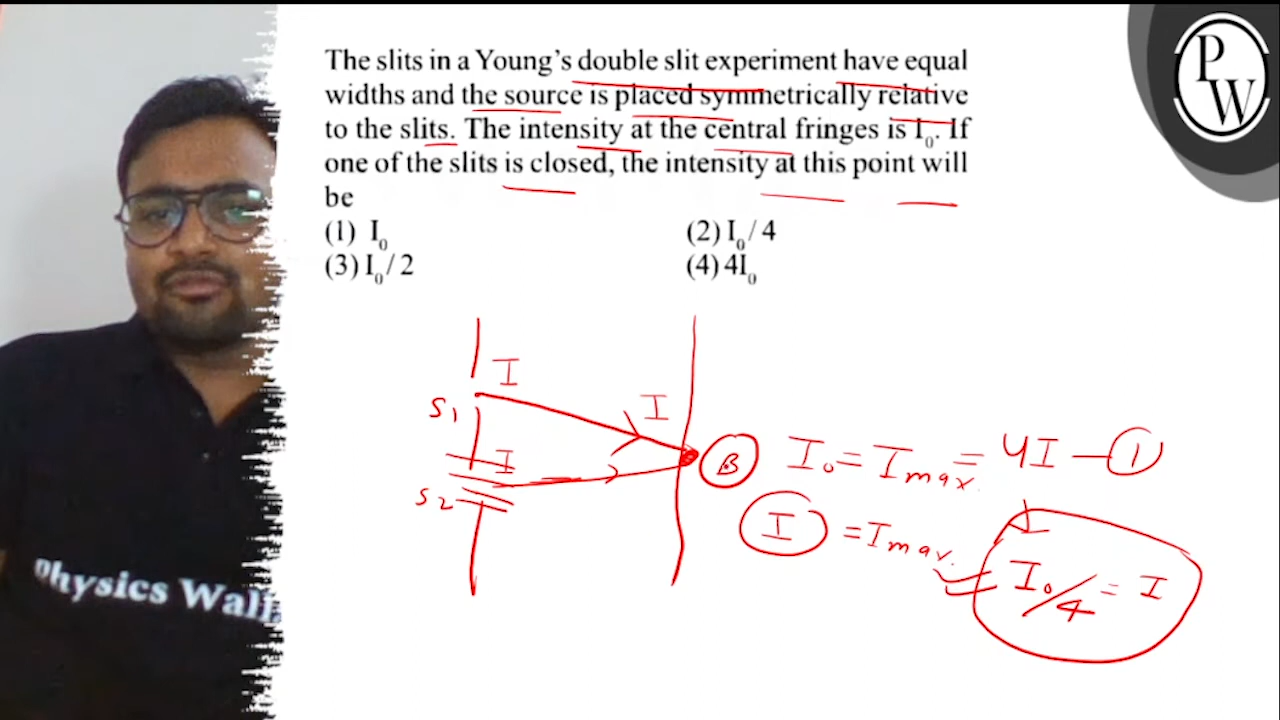 P
W
The slits in a Young's double slit experiment have equal
widths and the source is placed symmetrically relative
to the slits. The intensity at the central fringes is I₀. If
one of the slits is closed, the intensity at this point will
be
(1) I₀ (2) I₀ / 4
(3) I₀ / 2 (4) 4I₀
I
S₁
I
I
S₂
B
I₀ = Imax = 4I - 1
I = Imax.
I₀/4 = I
Physics Wall